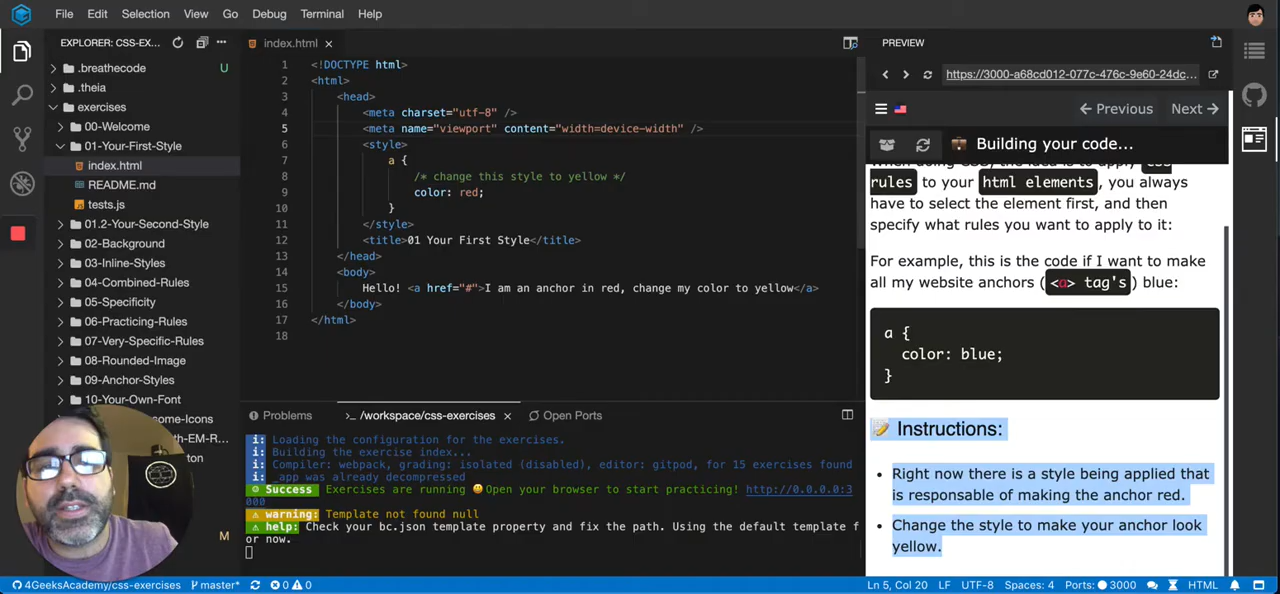 File Edit Selection View Go Debug Terminal Help
EXPLORER: CSS-EX...
.breathecode U
.theia
exercises
00-Welcome
01-Your-First-Style
index.html
README.md
tests.js
01.2-Your-Second-Style
02-Background
03-Inline-Styles
04-Combined-Rules
05-Specificity
06-Practicing-Rules
07-Very-Specific-Rules
08-Rounded-Image
09-Anchor-Styles
10-Your-Own-Font
ome-Icons
th-EM-R...
ton
M
index.html
1 <!DOCTYPE html>
2 <html>
3 <head>
4 <meta charset="utf-8" />
5 <meta name="viewport" content="width=device-width" />
6 <style>
7 a {
8 /* change this style to yellow */
9 color: red;
10 }
11 </style>
12 <title>01 Your First Style</title>
13 </head>
14 <body>
15 Hello! <a href="#">I am an anchor in red, change my color to yellow</a>
16 </body>
17 </html>
18
Problems >_ /workspace/css-exercises Open Ports
i: Loading the configuration for the exercises.
i: Building the exercise index...
i: Compiler: webpack, grading: isolated (disabled), editor: gitpod, for 15 exercises found
i: _app was already decompressed
Success Exercises are running 😃Open your browser to start practicing! http://0.0.0.0:3
000
warning: Template not found null
help: Check your bc.json template property and fix the path. Using the default template f
or now.
PREVIEW
https://3000-a68cd012-077c-476c-9e60-24dc...
← Previous Next →
Building your code...
rules to your html elements, you always
have to select the element first, and then
specify what rules you want to apply to it:
For example, this is the code if I want to make
all my website anchors (<a> tag's) blue:
a {
color: blue;
}
📝 Instructions:
• Right now there is a style being applied that
is responsable of making the anchor red.
• Change the style to make your anchor look
yellow.
4GeeksAcademy/css-exercises master* 0 0 Ln 5, Col 20 LF UTF-8 Spaces: 4 Ports: 3000 HTML